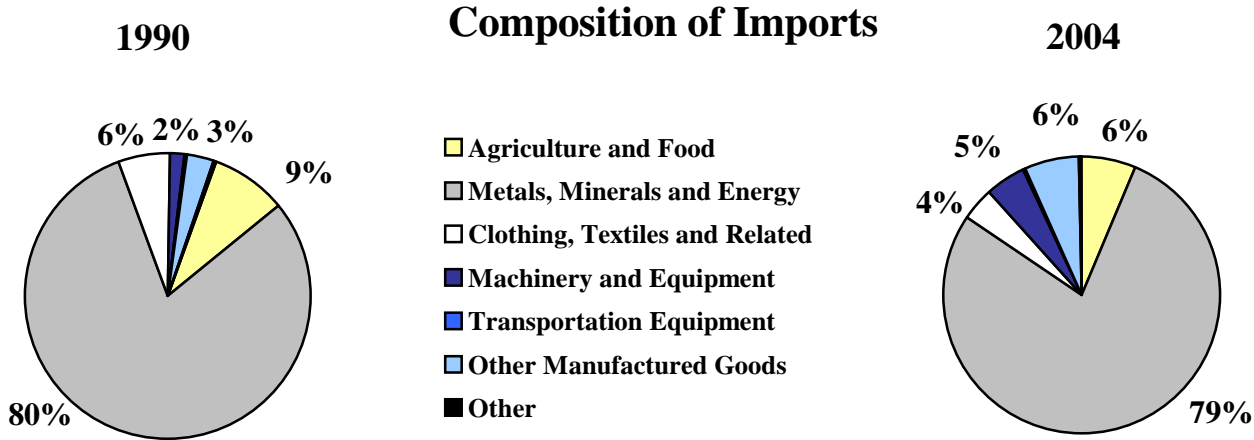 Composition of Imports
1990
6%
2%
3%
9%
80%
Agriculture and Food
Metals, Minerals and Energy
Clothing, Textiles and Related
Machinery and Equipment
Transportation Equipment
Other Manufactured Goods
Other
2004
6%
6%
5%
4%
79%